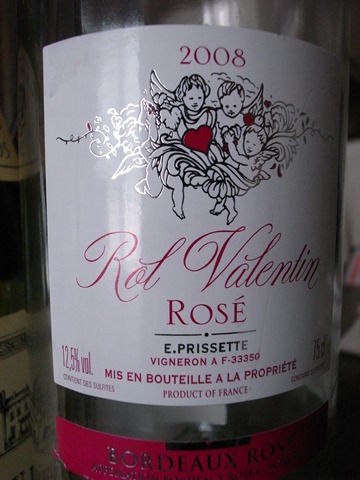 2008
Rol Valentin
ROSÉ
E.PRISSETTE
VIGNERON A F-33350
12,5% vol.
75 cl
MIS EN BOUTEILLE A LA PROPRIÉTÉ
CONTIENT DES SULFITES
PRODUCT OF FRANCE
BORDEAUX ROSÉ